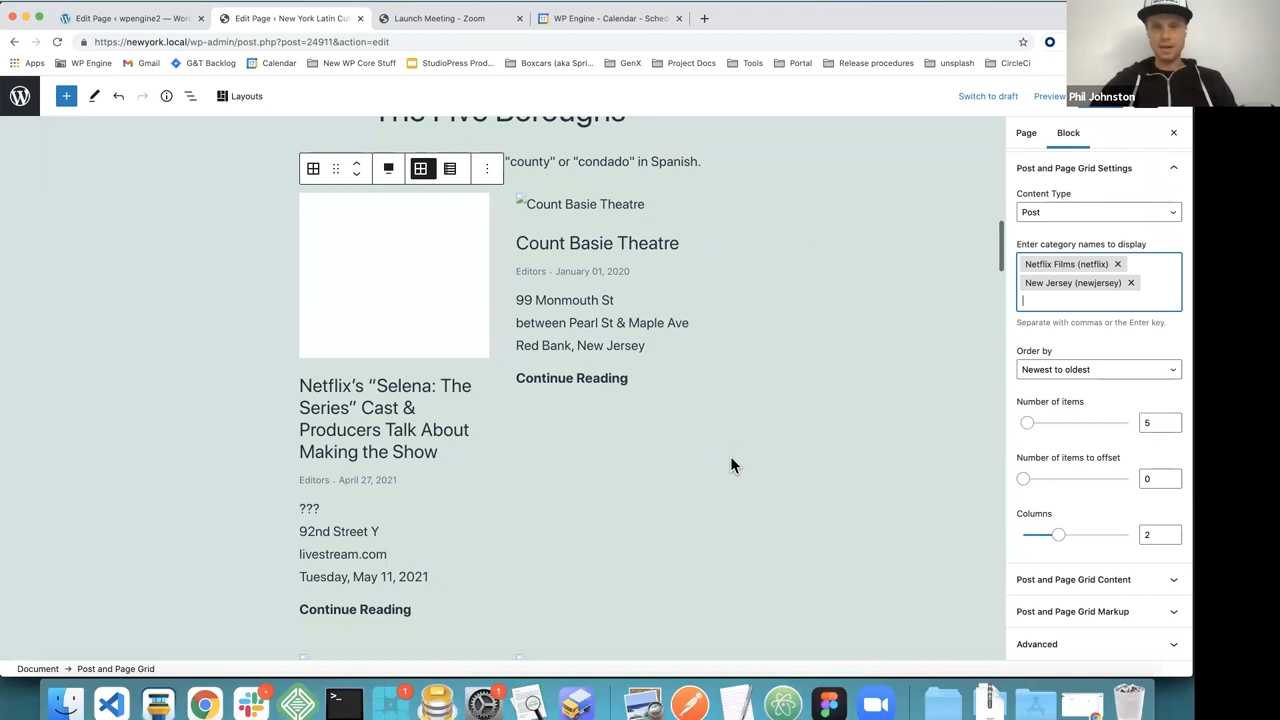 Edit Page ‹ wpengine2 — Wor
Edit Page ‹ New York Latin Cul
Launch Meeting - Zoom
WP Engine - Calendar - Sched
https://newyork.local/wp-admin/post.php?post=24911&action=edit
Apps
WP Engine
Gmail
G&T Backlog
Calendar
New WP Core Stuff
StudioPress Prod...
Boxcars (aka Spri...
GenX
Project Docs
Tools
Portal
Release procedures
unsplash
CircleCi
Phil Johnston
Layouts
Switch to draft
Preview
The Five Boroughs
"county" or "condado" in Spanish.
Count Basie Theatre
Count Basie Theatre
Editors · January 01, 2020
99 Monmouth St
between Pearl St & Maple Ave
Red Bank, New Jersey
Continue Reading
Netflix’s “Selena: The
Series” Cast &
Producers Talk About
Making the Show
Editors · April 27, 2021
???
92nd Street Y
livestream.com
Tuesday, May 11, 2021
Continue Reading
Page
Block
Post and Page Grid Settings
Content Type
Post
Enter category names to display
Netflix Films (netflix)
New Jersey (newjersey)
Separate with commas or the Enter key.
Order by
Newest to oldest
Number of items
5
Number of items to offset
0
Columns
2
Post and Page Grid Content
Post and Page Grid Markup
Advanced
Document → Post and Page Grid
1
1